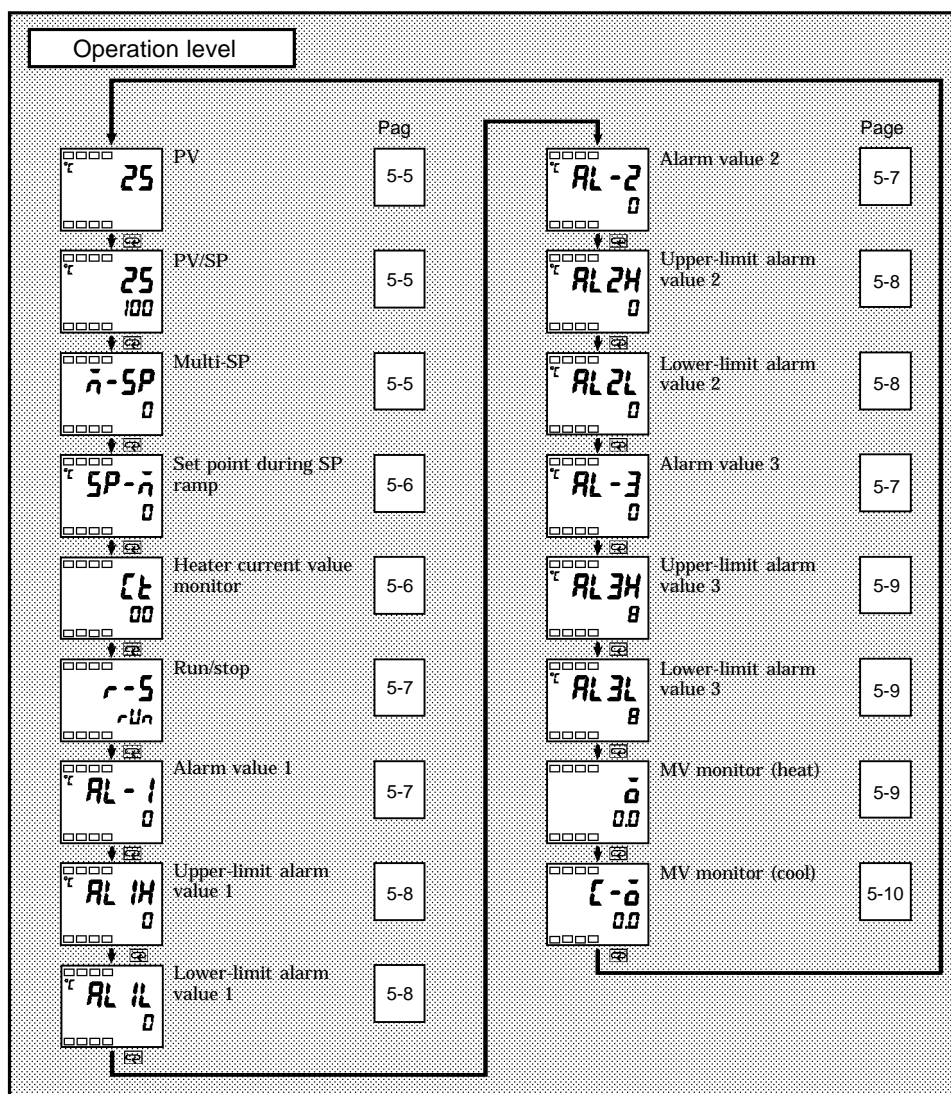 Operation level
Pag
°C
25
PV
5-5
°C
25
100
PV/SP
5-5
m̄-SP
0
Multi-SP
5-5
°C
SP-m̄
0
Set point during SP
ramp
5-6
Ct
00
Heater current value
monitor
5-6
r-S
rUn
Run/stop
5-7
°C
AL-1
0
Alarm value 1
5-7
°C
AL1H
0
Upper-limit alarm
value 1
5-8
°C
AL1L
0
Lower-limit alarm
value 1
5-8
Page
°C
AL-2
0
Alarm value 2
5-7
°C
AL2H
0
Upper-limit alarm
value 2
5-8
°C
AL2L
0
Lower-limit alarm
value 2
5-8
°C
AL-3
0
Alarm value 3
5-7
°C
AL3H
8
Upper-limit alarm
value 3
5-9
°C
AL3L
8
Lower-limit alarm
value 3
5-9
ō
0.0
MV monitor (heat)
5-9
C-ō
0.0
MV monitor (cool)
5-10